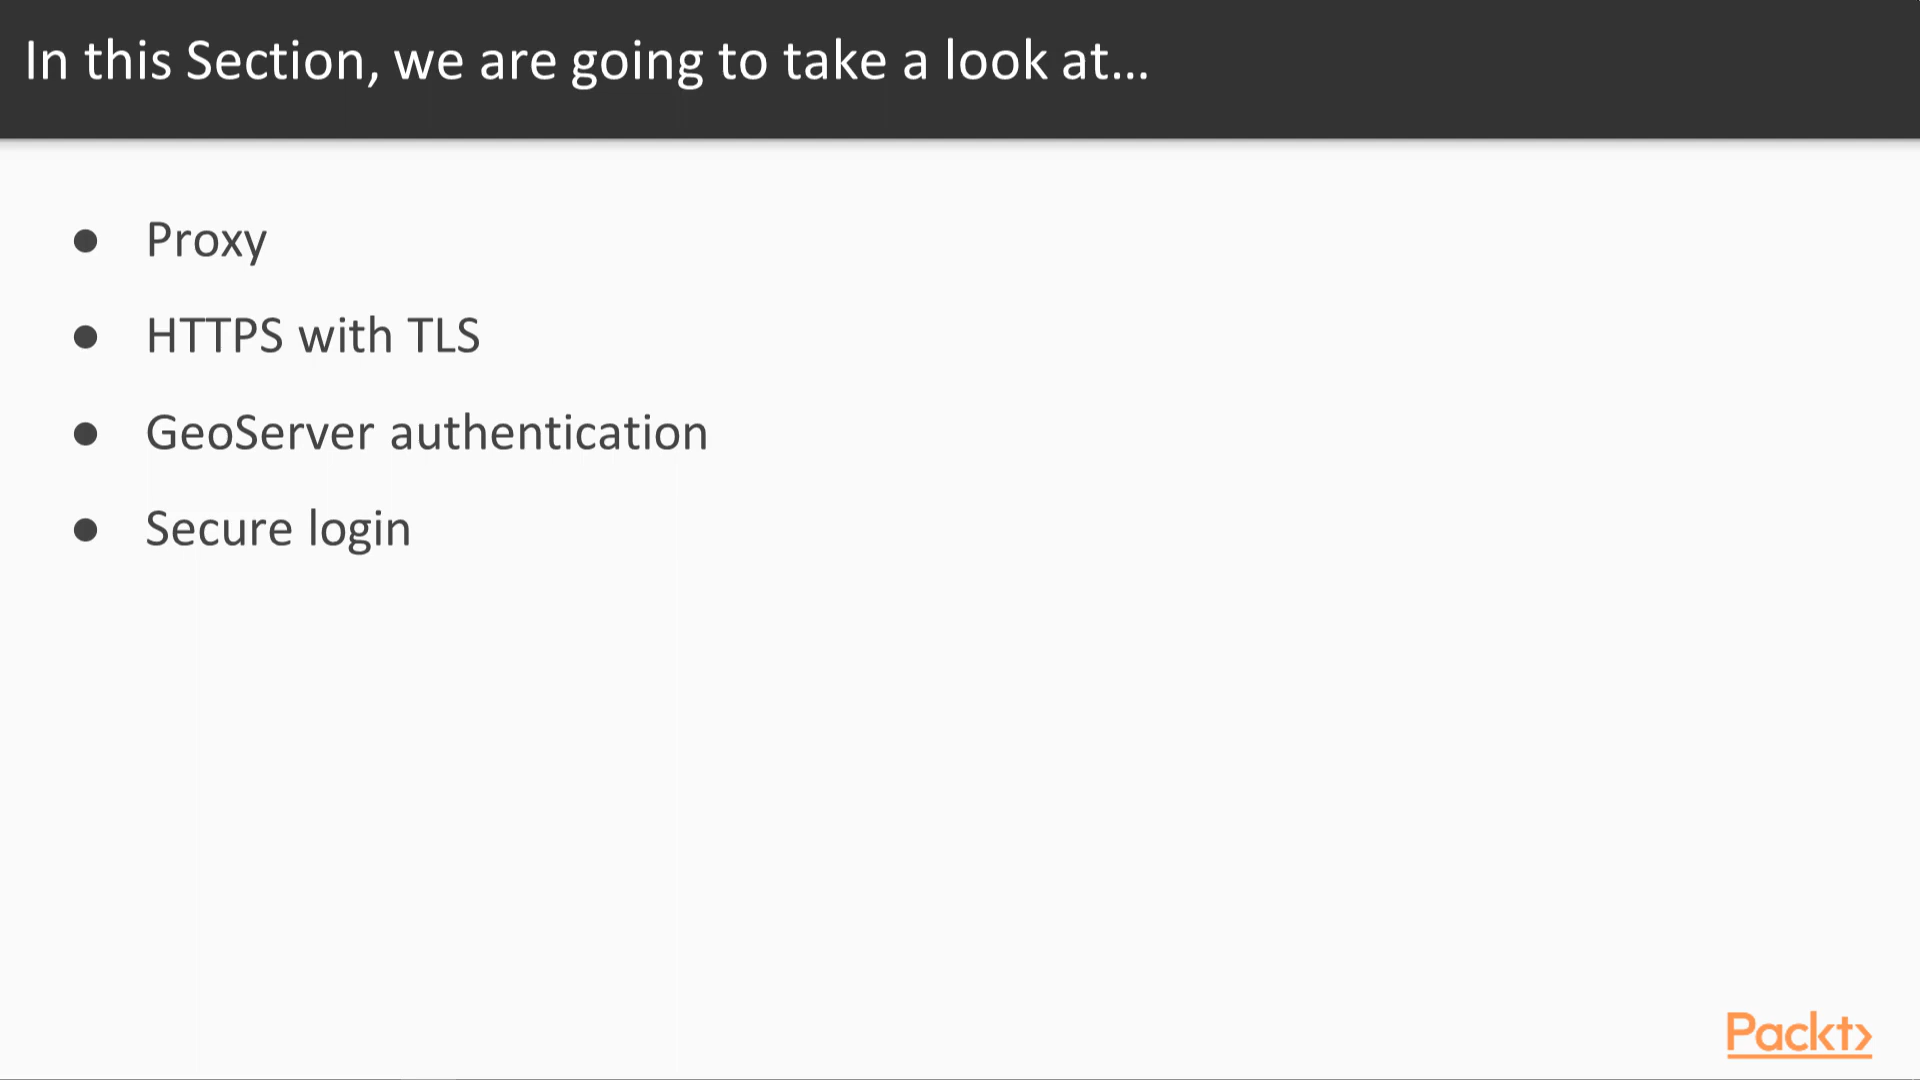 In this Section, we are going to take a look at...
● Proxy
● HTTPS with TLS
● GeoServer authentication
● Secure login
Packt>